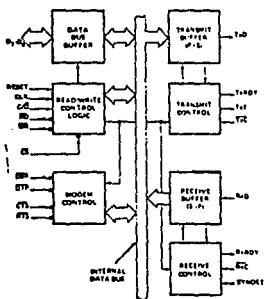 DATA
BUS
BUFFER
TRANSMIT
BUFFER
(P-S)
TxD
RESET
CLK
C/D
RD
WR
CS
READ/WRITE
CONTROL
LOGIC
TRANSMIT
CONTROL
TxRDY
TxE
TxC
DSR
DTR
CTS
RTS
MODEM
CONTROL
RECEIVE
BUFFER
(S-P)
RxD
INTERNAL
DATA BUS
RECEIVE
CONTROL
RxRDY
RxC
SYNDET